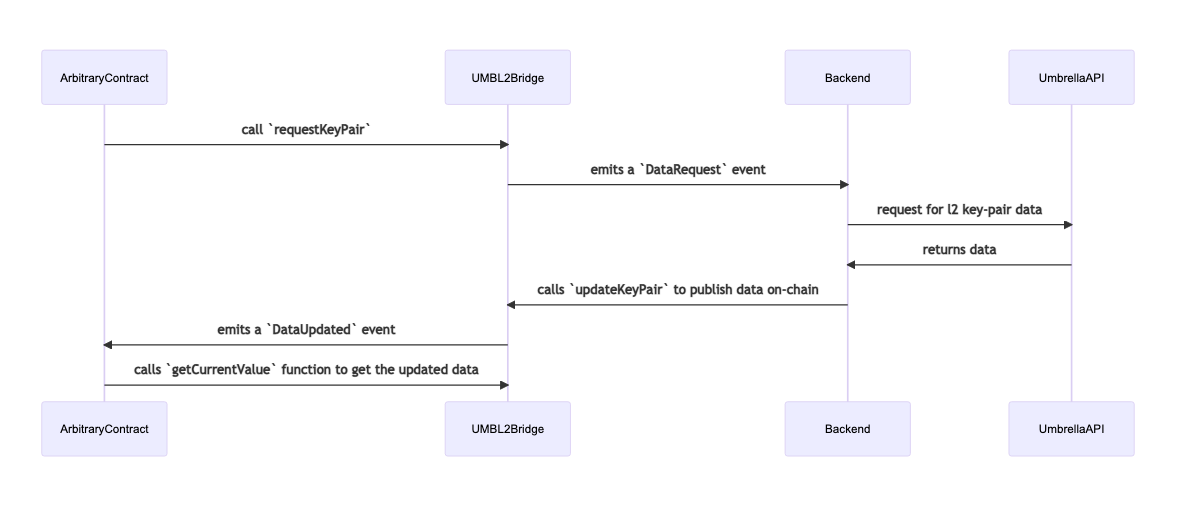 ArbitraryContract
UMBL2Bridge
Backend
UmbrellaAPI
call `requestKeyPair`
emits a `DataRequest` event
request for l2 key-pair data
returns data
calls `updateKeyPair` to publish data on-chain
emits a `DataUpdated` event
calls `getCurrentValue` function to get the updated data
ArbitraryContract
UMBL2Bridge
Backend
UmbrellaAPI